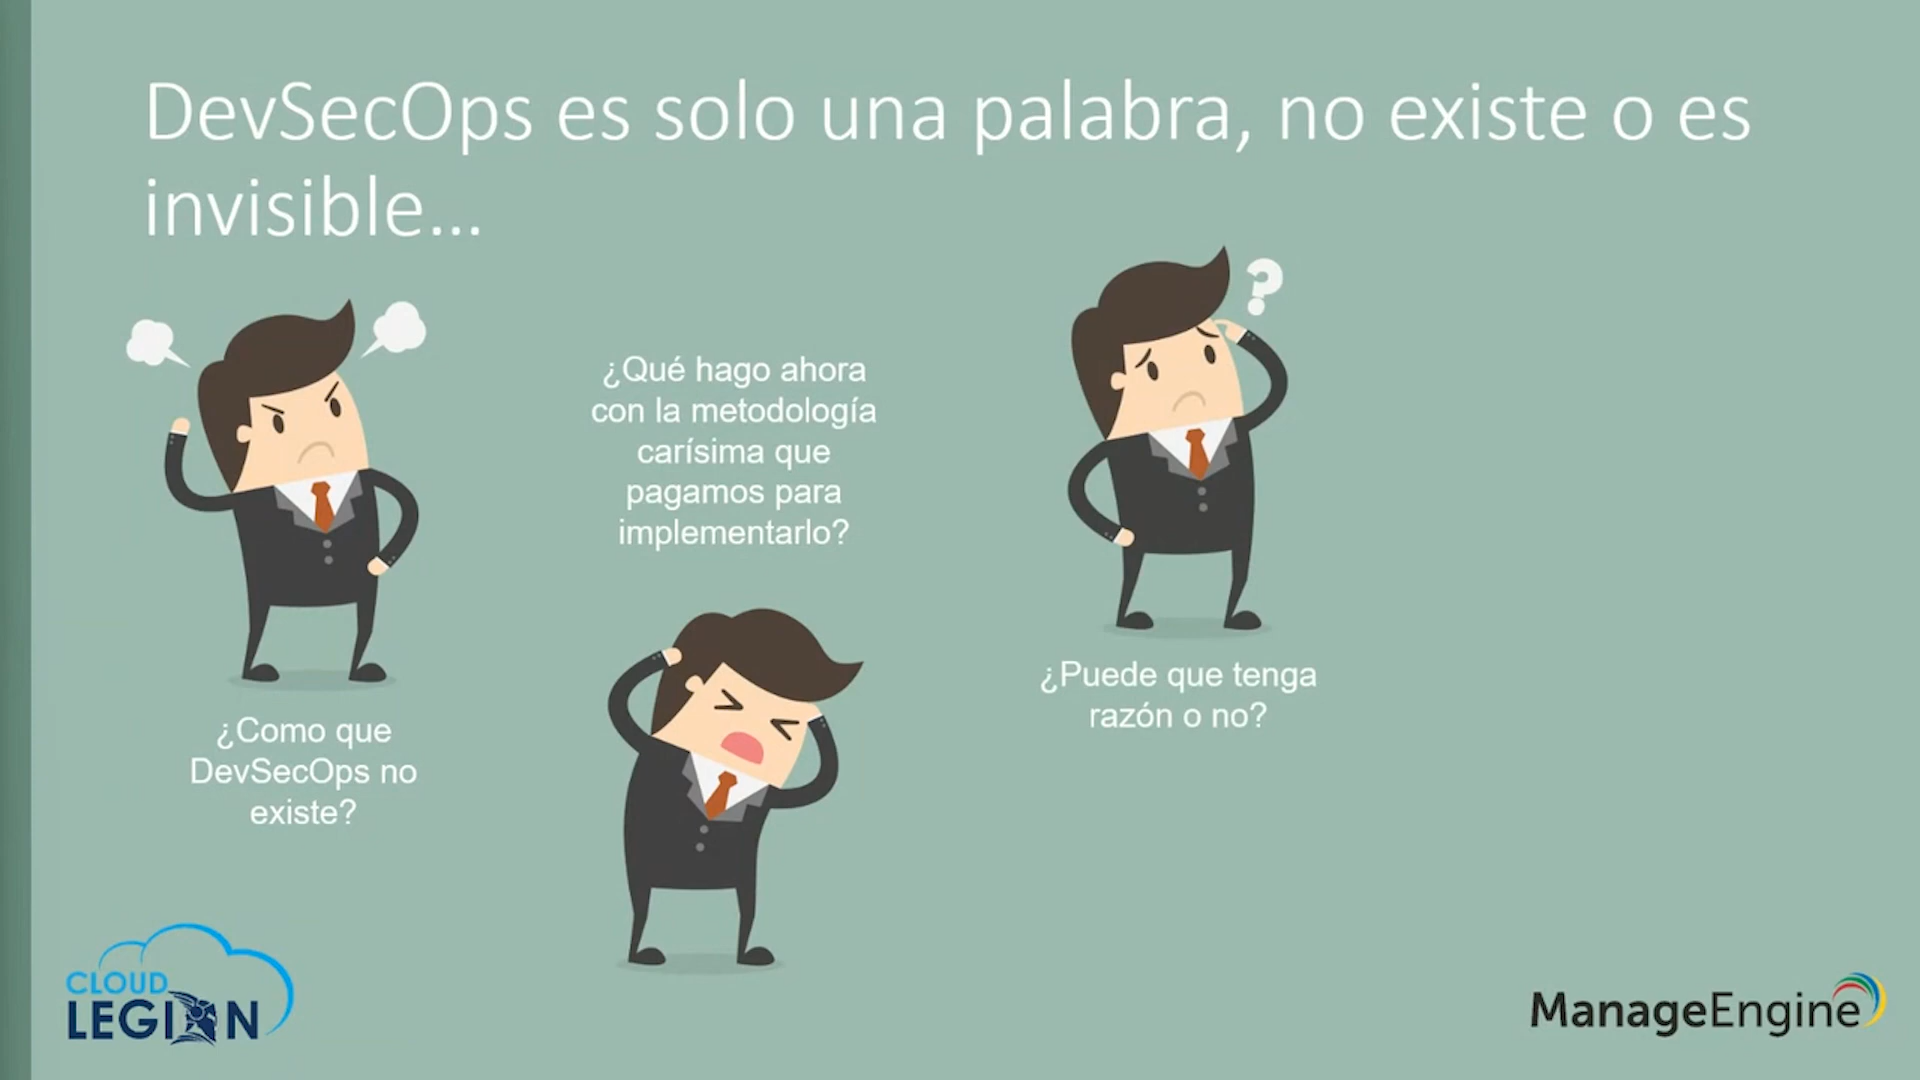 DevSecOps es solo una palabra, no existe o es
invisible...
?
¿Como que
DevSecOps no
existe?
¿Qué hago ahora
con la metodología
carísima que
pagamos para
implementarlo?
¿Puede que tenga
razón o no?
CLOUD
LEGION
ManageEngine